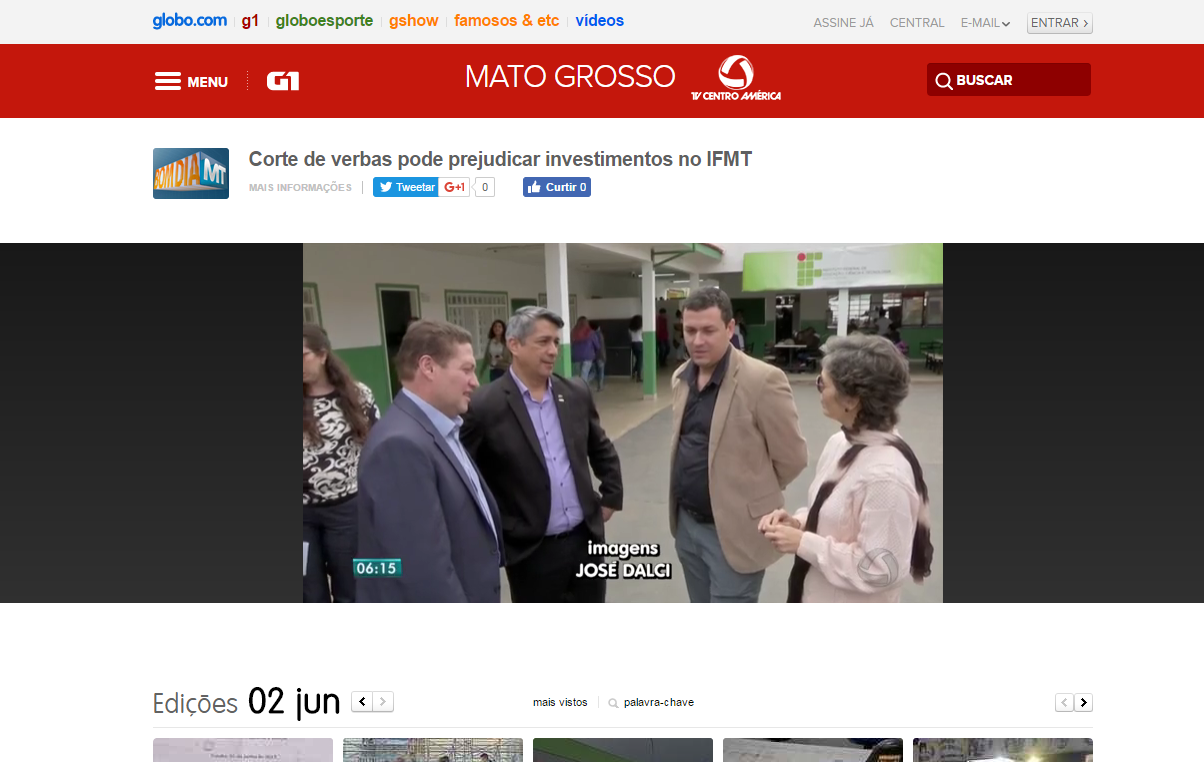 globo.com g1 globoesporte gshow famosos & etc vídeos ASSINE JÁ CENTRAL E-MAIL ENTRAR
MENU G1 MATO GROSSO TV CENTRO AMÉRICA BUSCAR
BOM DIA MT
Corte de verbas pode prejudicar investimentos no IFMT
MAIS INFORMAÇÕES Tweetar G+1 0 Curtir 0
imagens
JOSÉ DALCI
06:15
Edições 02 jun mais vistos palavra-chave